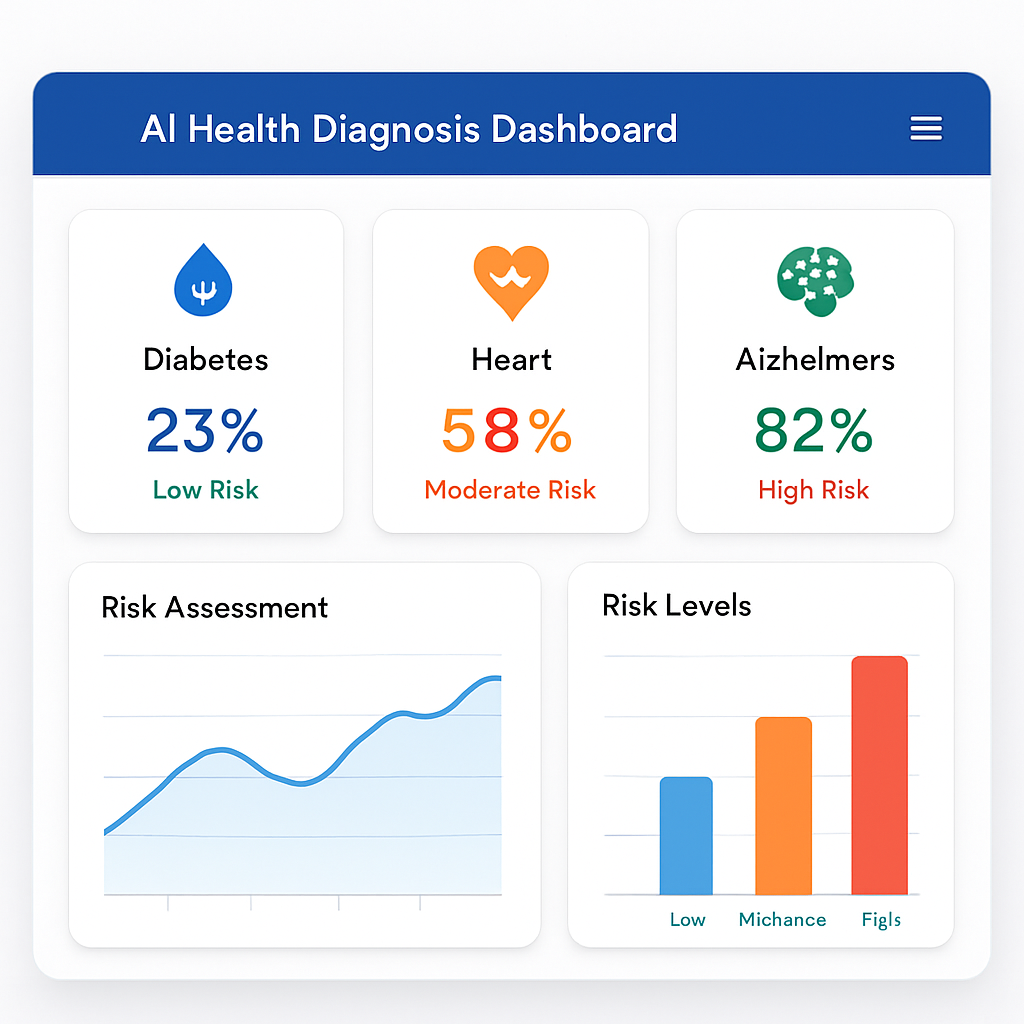 AI Health Diagnosis Dashboard
Diabetes
23%
Low Risk
Heart
58%
Moderate Risk
Aizhelmers
82%
High Risk
Risk Assessment
Risk Levels
Low
Michance
Figls